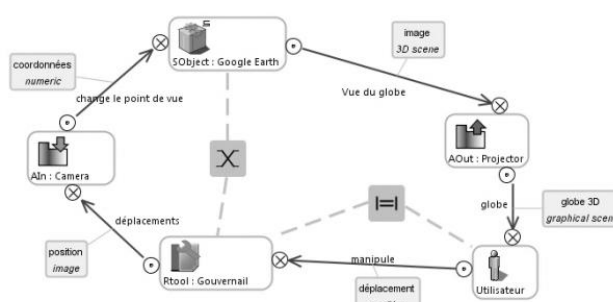 SObject : Google Earth
image
3D scene
coordonnées
numeric
change le point de vue
Vue du globe
AIn : Camera
AOut : Projector
déplacements
globe
globe 3D
graphical scen
position
image
Rtool : Gouvernail
manipule
Utilisateur
déplacement